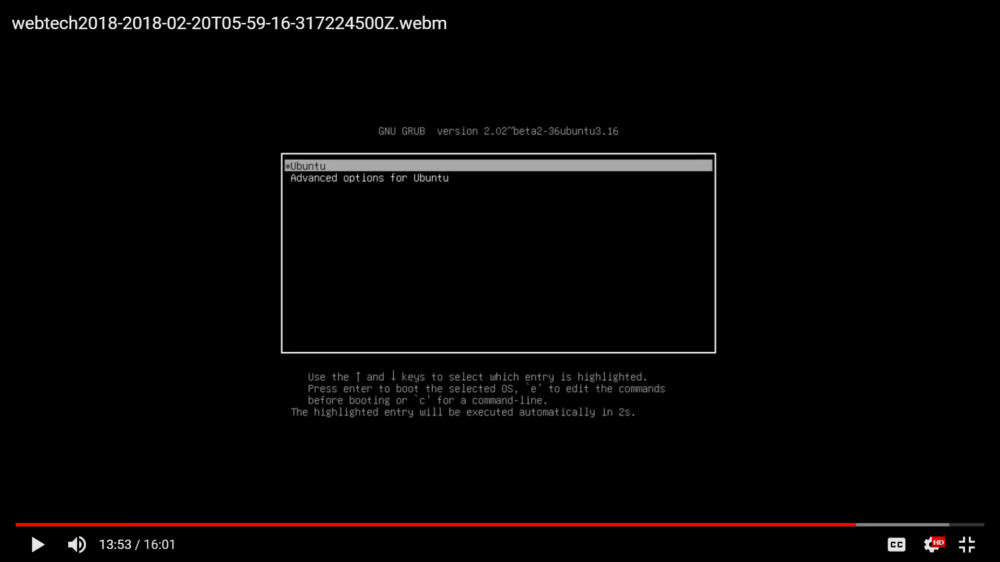 webtech2018-2018-02-20T05-59-16-317224500Z.webm
GNU GRUB  version 2.02~beta2-36ubuntu3.16
*Ubuntu
Advanced options for Ubuntu
Use the ↑ and ↓ keys to select which entry is highlighted.
Press enter to boot the selected OS, `e' to edit the commands
before booting or `c' for a command-line.
The highlighted entry will be executed automatically in 2s.
13:53 / 16:01
CC
HD